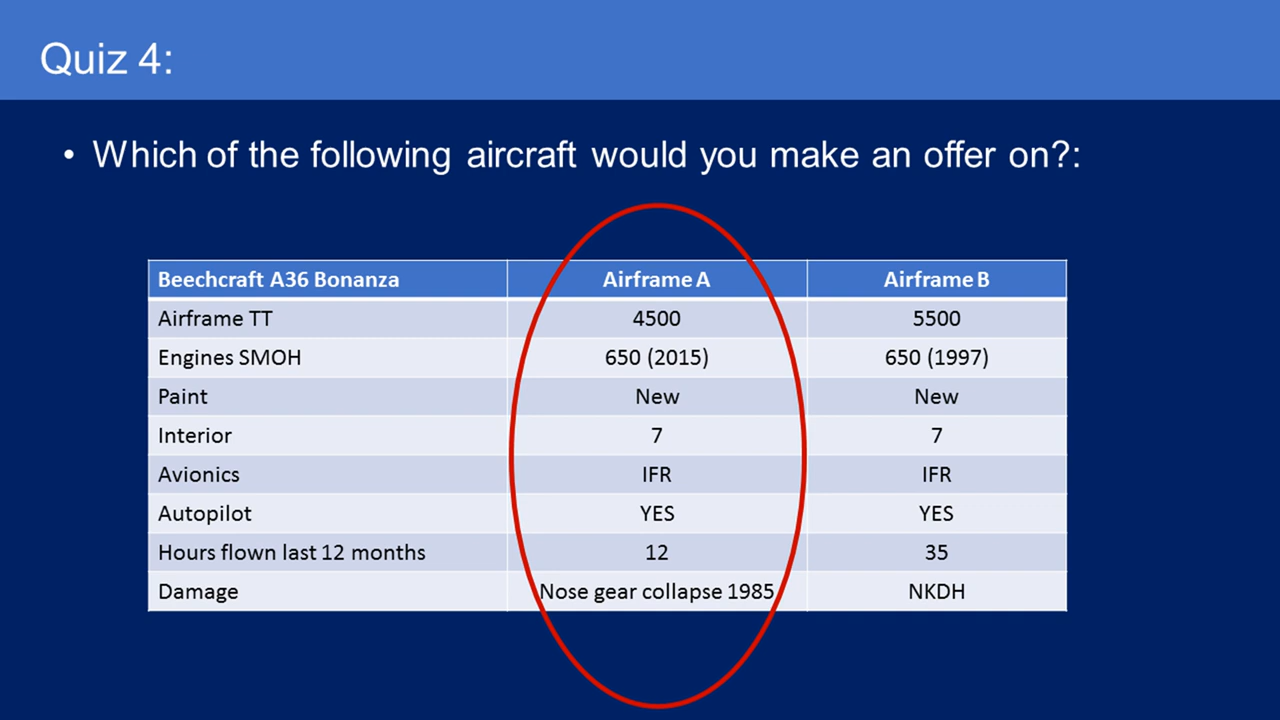 Quiz 4:
• Which of the following aircraft would you make an offer on?:
Beechcraft A36 Bonanza Airframe A Airframe B
Airframe TT 4500 5500
Engines SMOH 650 (2015) 650 (1997)
Paint New New
Interior 7 7
Avionics IFR IFR
Autopilot YES YES
Hours flown last 12 months 12 35
Damage Nose gear collapse 1985 NKDH